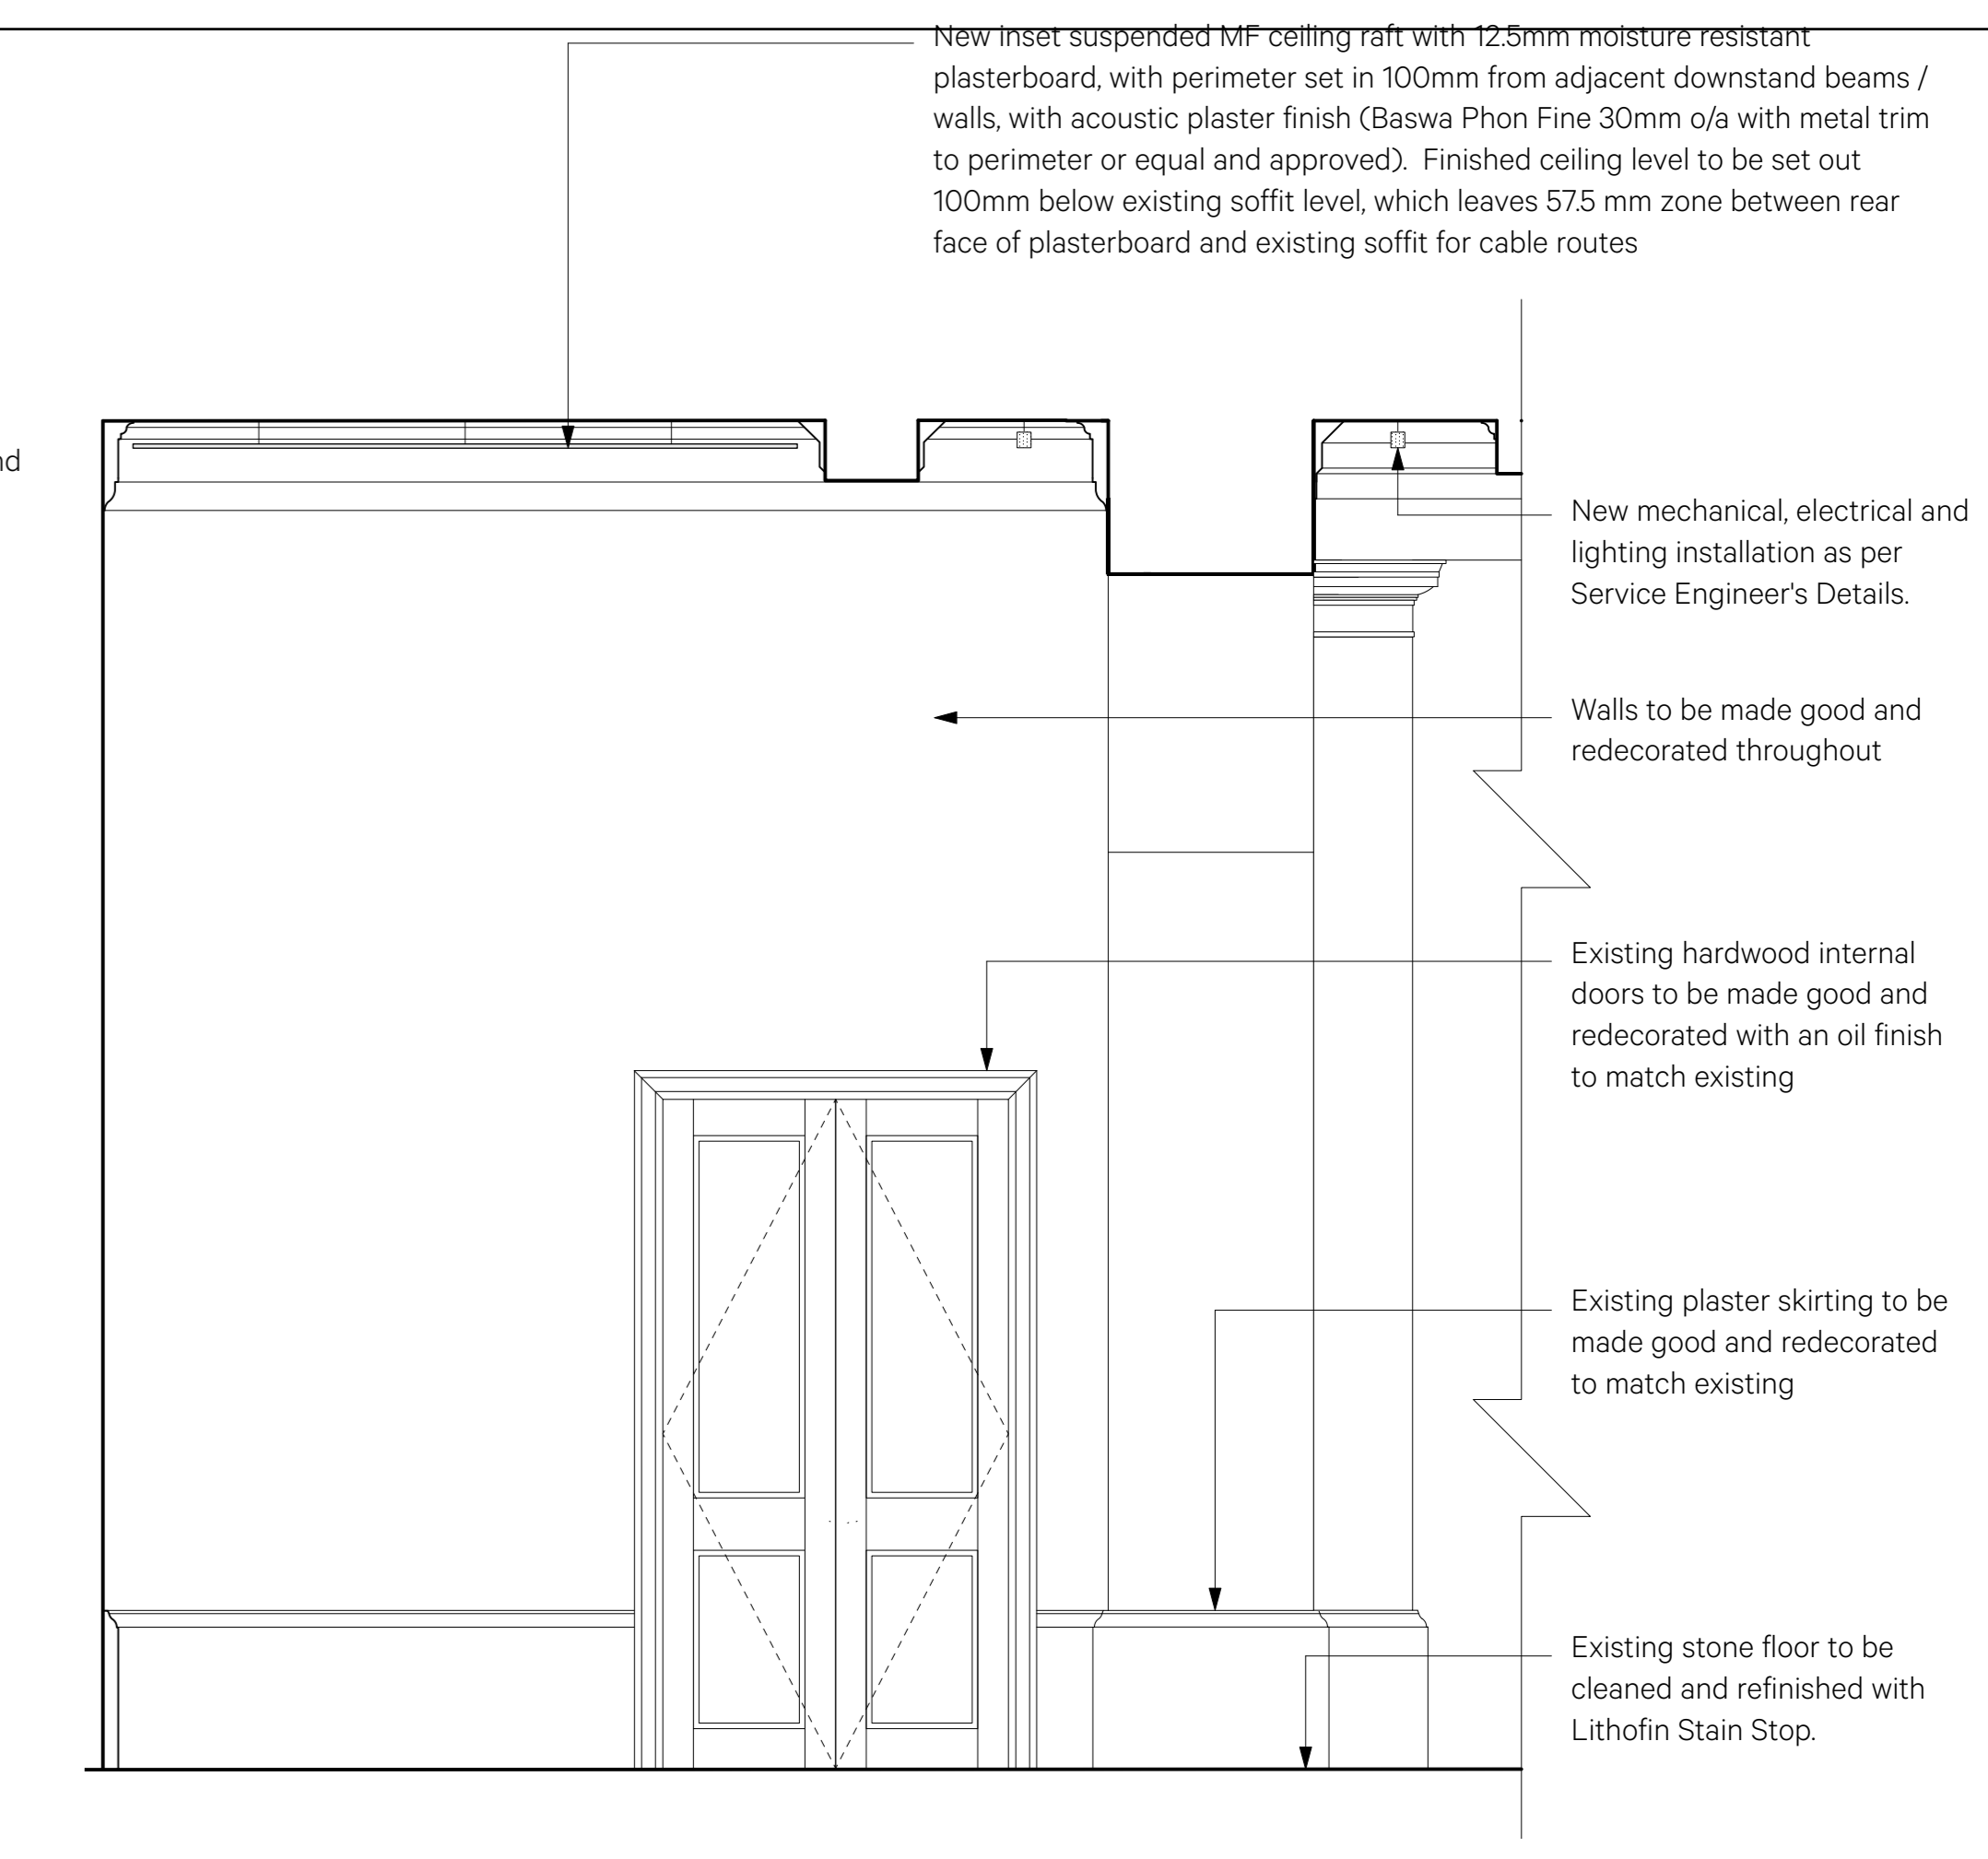 New inset suspended MF ceiling raft with 12.5mm moisture resistant
plasterboard, with perimeter set in 100mm from adjacent downstand beams /
walls, with acoustic plaster finish (Baswa Phon Fine 30mm o/a with metal trim
to perimeter or equal and approved).  Finished ceiling level to be set out
100mm below existing soffit level, which leaves 57.5 mm zone between rear
face of plasterboard and existing soffit for cable routes
New mechanical, electrical and
lighting installation as per
Service Engineer's Details.
Walls to be made good and
redecorated throughout
Existing hardwood internal
doors to be made good and
redecorated with an oil finish
to match existing
Existing plaster skirting to be
made good and redecorated
to match existing
Existing stone floor to be
cleaned and refinished with
Lithofin Stain Stop.